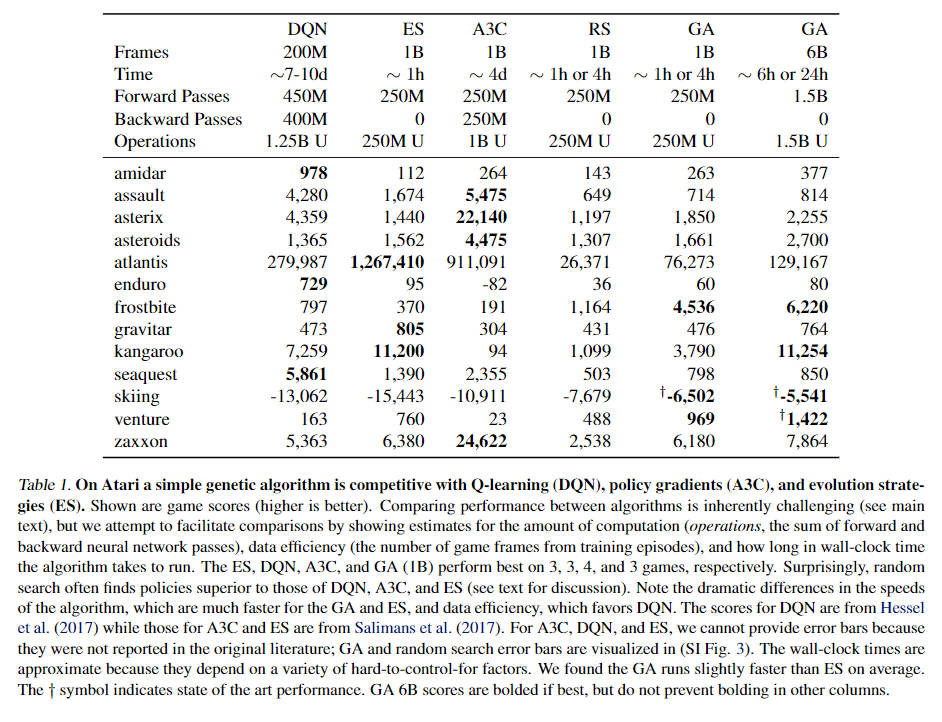 DQN ES A3C RS GA GA
Frames 200M 1B 1B 1B 1B 6B
Time ∼7-10d ∼ 1h ∼ 4d ∼ 1h or 4h ∼ 1h or 4h ∼ 6h or 24h
Forward Passes 450M 250M 250M 250M 250M 1.5B
Backward Passes 400M 0 250M 0 0 0
Operations 1.25B U 250M U 1B U 250M U 250M U 1.5B U
amidar 978 112 264 143 263 377
assault 4,280 1,674 5,475 649 714 814
asterix 4,359 1,440 22,140 1,197 1,850 2,255
asteroids 1,365 1,562 4,475 1,307 1,661 2,700
atlantis 279,987 1,267,410 911,091 26,371 76,273 129,167
enduro 729 95 -82 36 60 80
frostbite 797 370 191 1,164 4,536 6,220
gravitar 473 805 304 431 476 764
kangaroo 7,259 11,200 94 1,099 3,790 11,254
seaquest 5,861 1,390 2,355 503 798 850
skiing -13,062 -15,443 -10,911 -7,679 †-6,502 †-5,541
venture 163 760 23 488 969 †1,422
zaxxon 5,363 6,380 24,622 2,538 6,180 7,864
Table 1. On Atari a simple genetic algorithm is competitive with Q-learning (DQN), policy gradients (A3C), and evolution strate-
gies (ES). Shown are game scores (higher is better). Comparing performance between algorithms is inherently challenging (see main
text), but we attempt to facilitate comparisons by showing estimates for the amount of computation (operations, the sum of forward and
backward neural network passes), data efficiency (the number of game frames from training episodes), and how long in wall-clock time
the algorithm takes to run. The ES, DQN, A3C, and GA (1B) perform best on 3, 3, 4, and 3 games, respectively. Surprisingly, random
search often finds policies superior to those of DQN, A3C, and ES (see text for discussion). Note the dramatic differences in the speeds
of the algorithm, which are much faster for the GA and ES, and data efficiency, which favors DQN. The scores for DQN are from Hessel
et al. (2017) while those for A3C and ES are from Salimans et al. (2017). For A3C, DQN, and ES, we cannot provide error bars because
they were not reported in the original literature; GA and random search error bars are visualized in (SI Fig. 3). The wall-clock times are
approximate because they depend on a variety of hard-to-control-for factors. We found the GA runs slightly faster than ES on average.
The † symbol indicates state of the art performance. GA 6B scores are bolded if best, but do not prevent bolding in other columns.